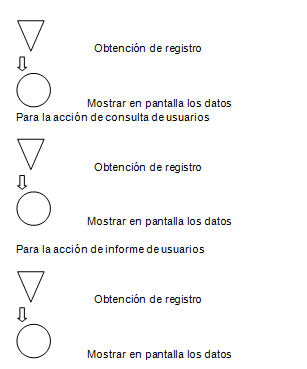 Obtención de registro
Mostrar en pantalla los datos
Para la acción de consulta de usuarios
Obtención de registro
Mostrar en pantalla los datos
Para la acción de informe de usuarios
Obtención de registro
Mostrar en pantalla los datos